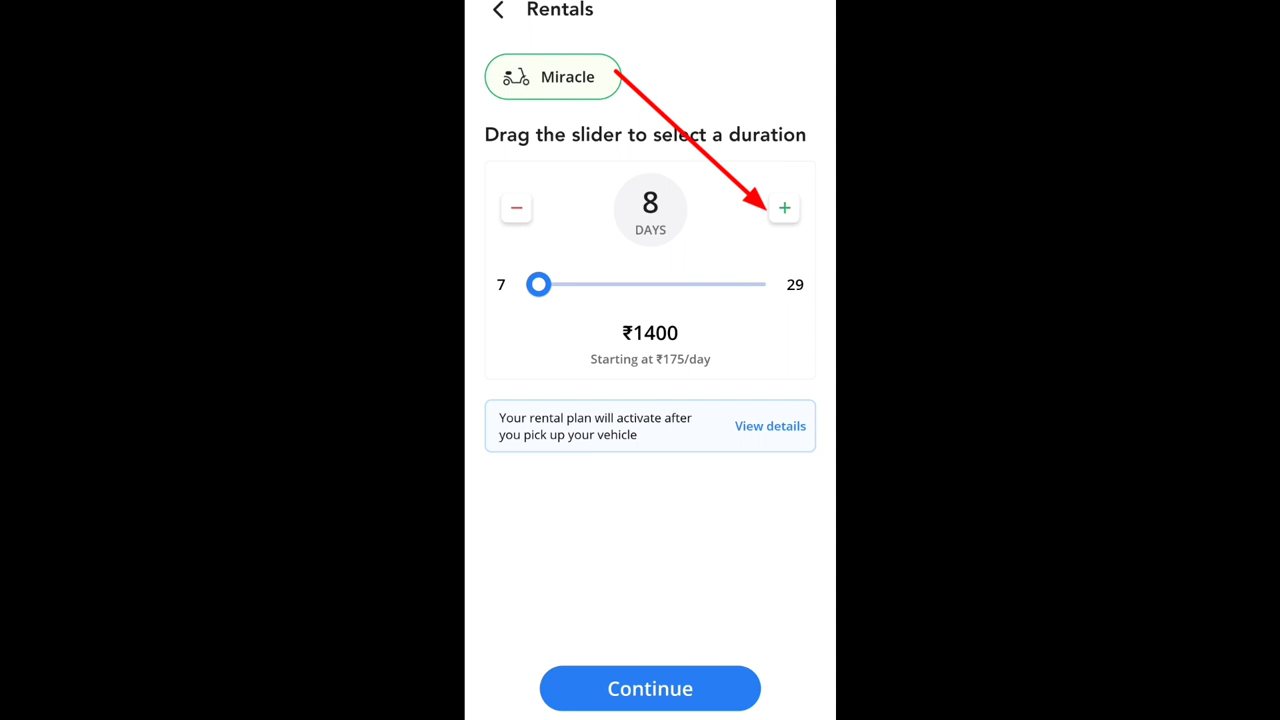 Rentals
Miracle
Drag the slider to select a duration
8
DAYS
7
29
₹1400
Starting at ₹175/day
Your rental plan will activate after
you pick up your vehicle
View details
Continue